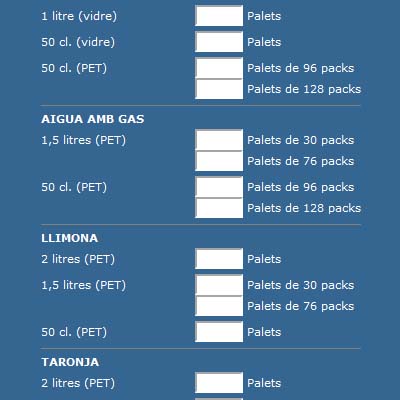 1 litre (vidre) Palets
50 cl. (vidre) Palets
50 cl. (PET) Palets de 96 packs
Palets de 128 packs
AIGUA AMB GAS
1,5 litres (PET) Palets de 30 packs
Palets de 76 packs
50 cl. (PET) Palets de 96 packs
Palets de 128 packs
LLIMONA
2 litres (PET) Palets
1,5 litres (PET) Palets de 30 packs
Palets de 76 packs
50 cl. (PET) Palets
TARONJA
2 litres (PET) Palets